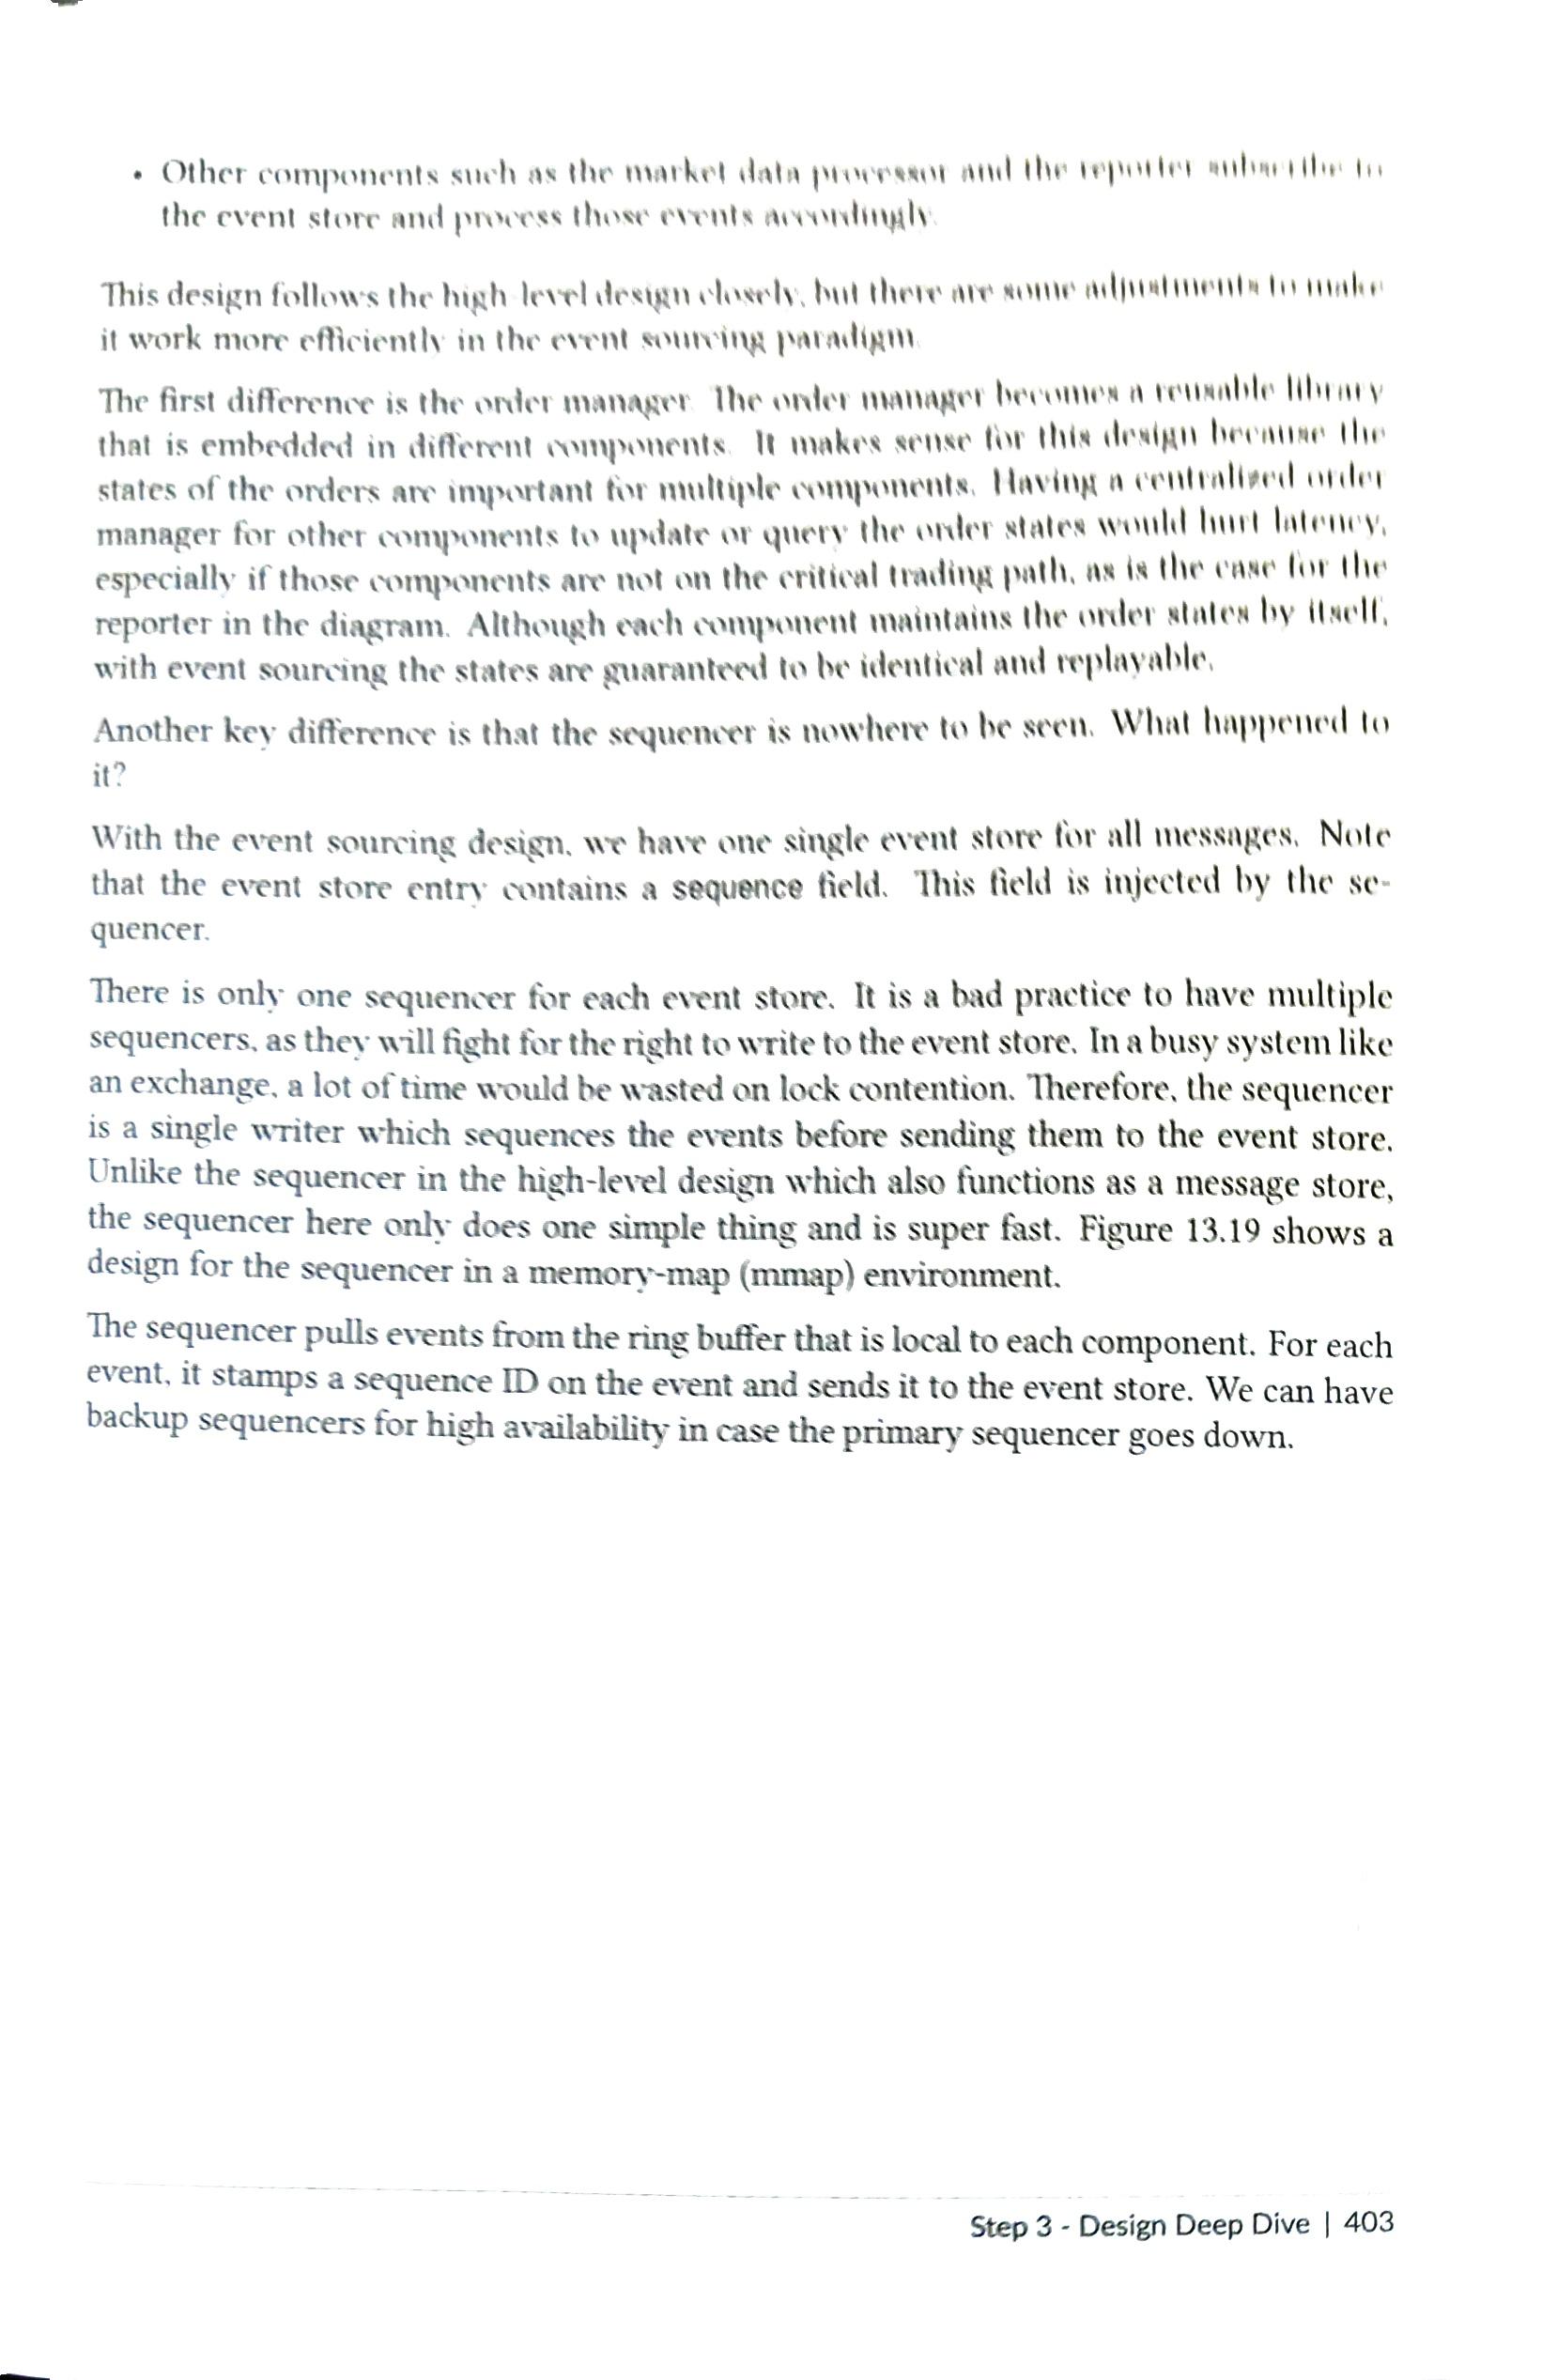 • Other components such as the market data processor and the reporter subscribe to
the event store and process those events accordingly.
This design follows the high-level design closely, but there are some adjustments to make
it work more efficiently in the event sourcing paradigm.
The first difference is the order manager. The order manager becomes a reusable library
that is embedded in different components. It makes sense for this design because the
states of the orders are important for multiple components. Having a centralized order
manager for other components to update or query the order states would hurt latency,
especially if those components are not on the critical trading path, as is the case for the
reporter in the diagram. Although each component maintains the order states by itself,
with event sourcing the states are guaranteed to be identical and replayable.
Another key difference is that the sequencer is nowhere to be seen. What happened to
it?
With the event sourcing design, we have one single event store for all messages. Note
that the event store entry contains a sequence field. This field is injected by the se-
quencer.
There is only one sequencer for each event store. It is a bad practice to have multiple
sequencers, as they will fight for the right to write to the event store. In a busy system like
an exchange, a lot of time would be wasted on lock contention. Therefore, the sequencer
is a single writer which sequences the events before sending them to the event store.
Unlike the sequencer in the high-level design which also functions as a message store,
the sequencer here only does one simple thing and is super fast. Figure 13.19 shows a
design for the sequencer in a memory-map (mmap) environment.
The sequencer pulls events from the ring buffer that is local to each component. For each
event, it stamps a sequence ID on the event and sends it to the event store. We can have
backup sequencers for high availability in case the primary sequencer goes down.
Step 3 - Design Deep Dive | 403